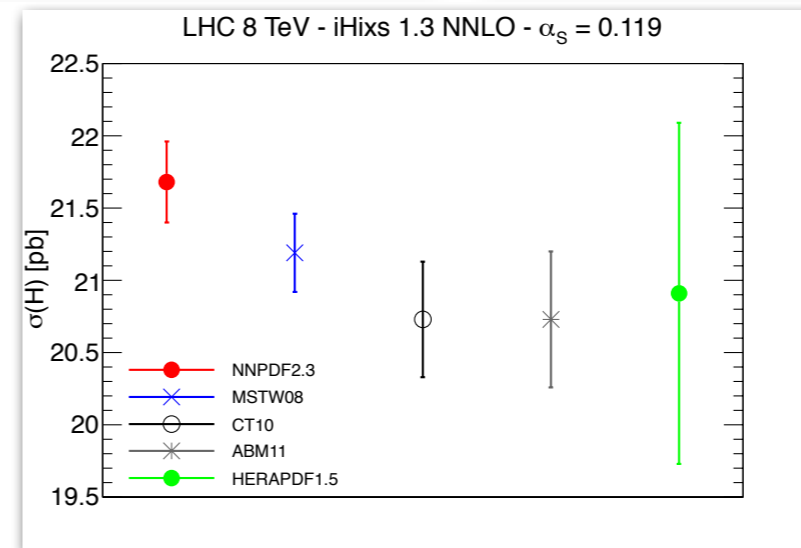 LHC 8 TeV - iHixs 1.3 NNLO - α_S = 0.119
σ(H) [pb]
22.5
22
21.5
21
20.5
20
19.5
NNPDF2.3
MSTW08
CT10
ABM11
HERAPDF1.5